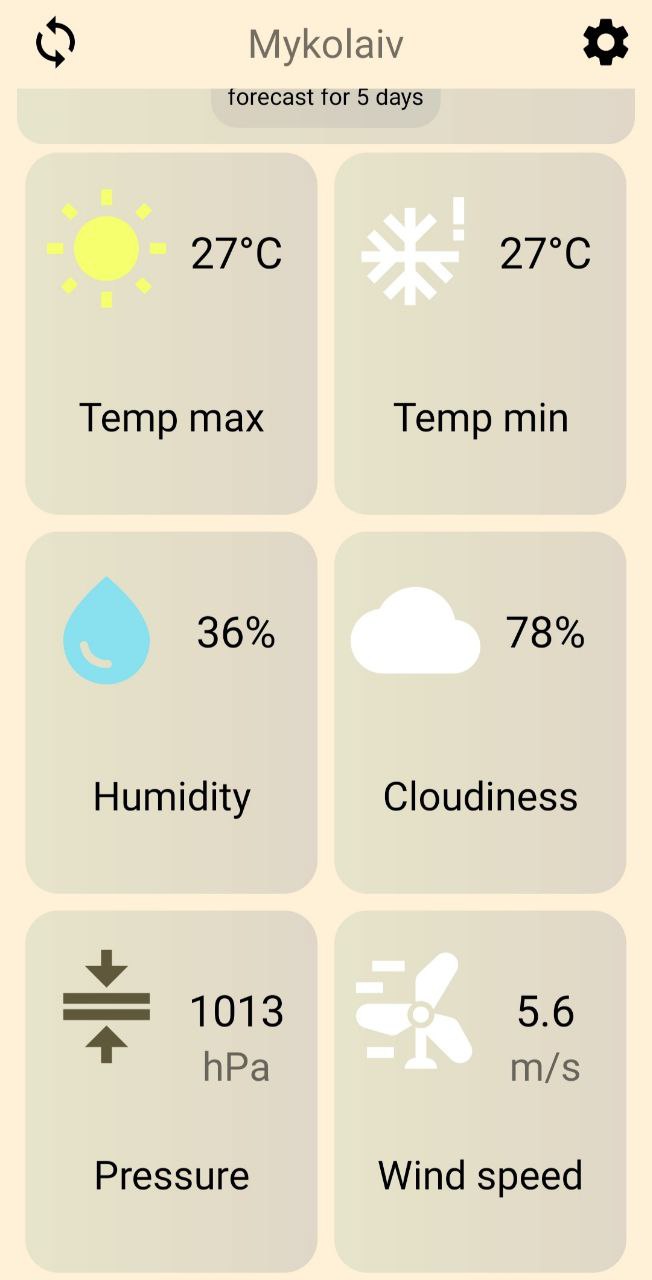 Mykolaiv
forecast for 5 days
27°C
Temp max
27°C
Temp min
36%
Humidity
78%
Cloudiness
1013
hPa
Pressure
5.6
m/s
Wind speed